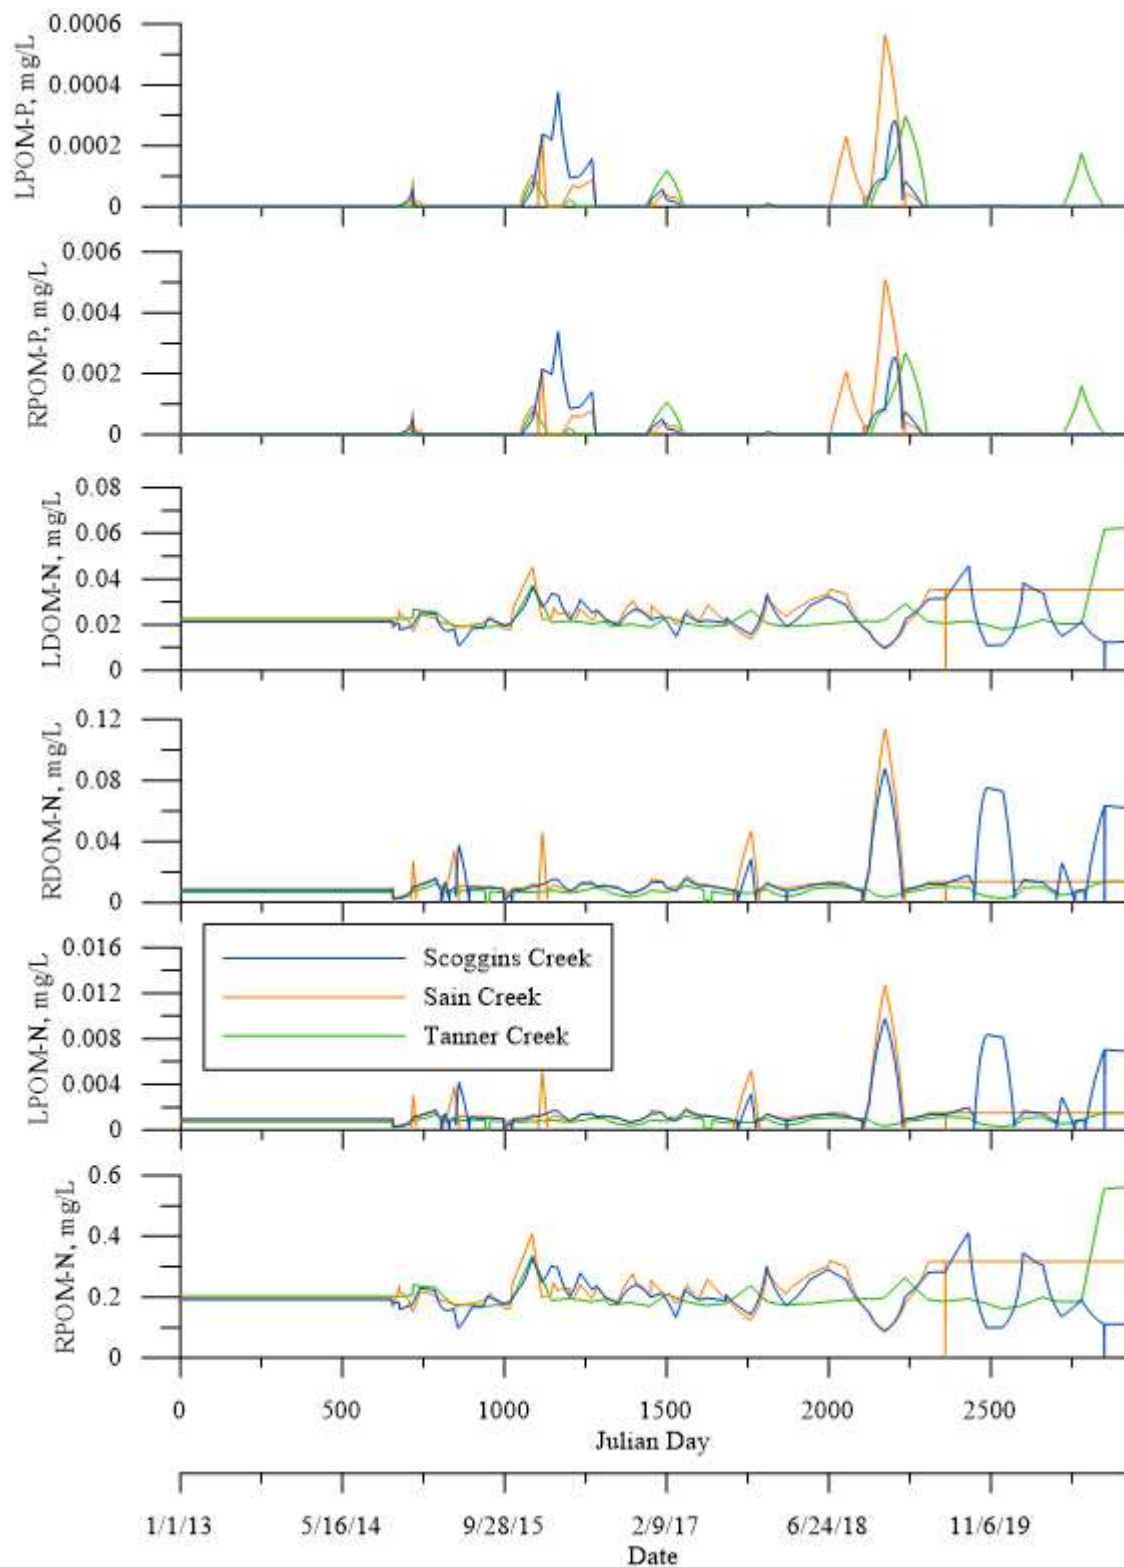 LPOM-P, mg/L
0.0006
0.0004
0.0002
0
RPOM-P, mg/L
0.006
0.004
0.002
0
LDOM-N, mg/L
0.08
0.06
0.04
0.02
0
RDOM-N, mg/L
0.12
0.08
0.04
0
LPOM-N, mg/L
0.016
0.012
0.008
0.004
0
Scoggins Creek
Sain Creek
Tanner Creek
RPOM-N, mg/L
0.6
0.4
0.2
0
0 500 1000 1500 2000 2500
Julian Day
1/1/13 5/16/14 9/28/15 2/9/17 6/24/18 11/6/19
Date